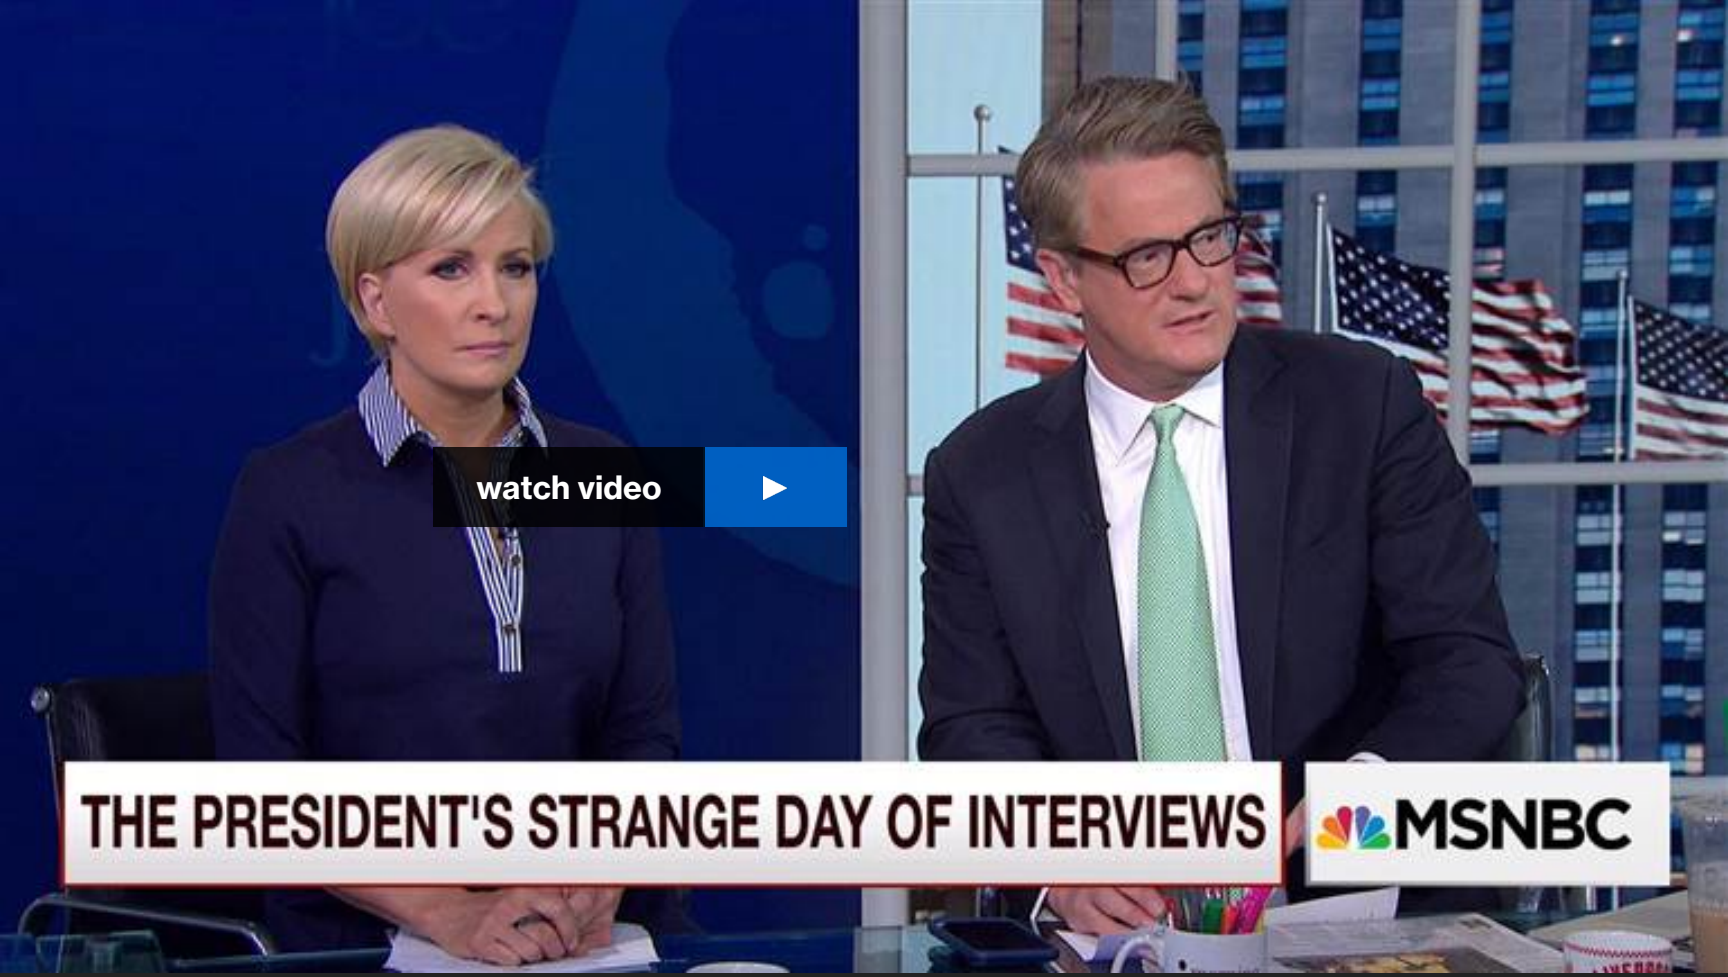 watch video
THE PRESIDENT'S STRANGE DAY OF INTERVIEWS
MSNBC